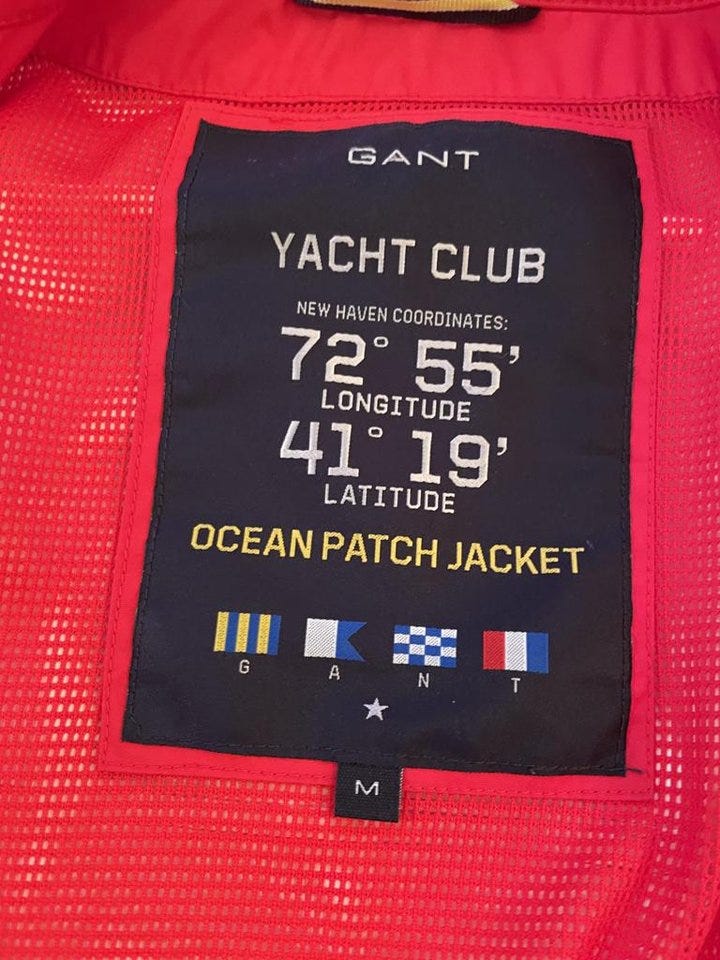 GANT
YACHT CLUB
NEW HAVEN COORDINATES:
72° 55’
LONGITUDE
41° 19’
LATITUDE
OCEAN PATCH JACKET
G A N T
M